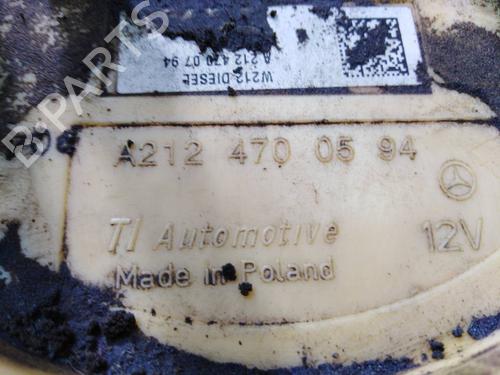 W212 DIESEL
A 212 470 07 94
A212 470 05 94
TI Automotive
12V
Made in Poland
B-PARTS